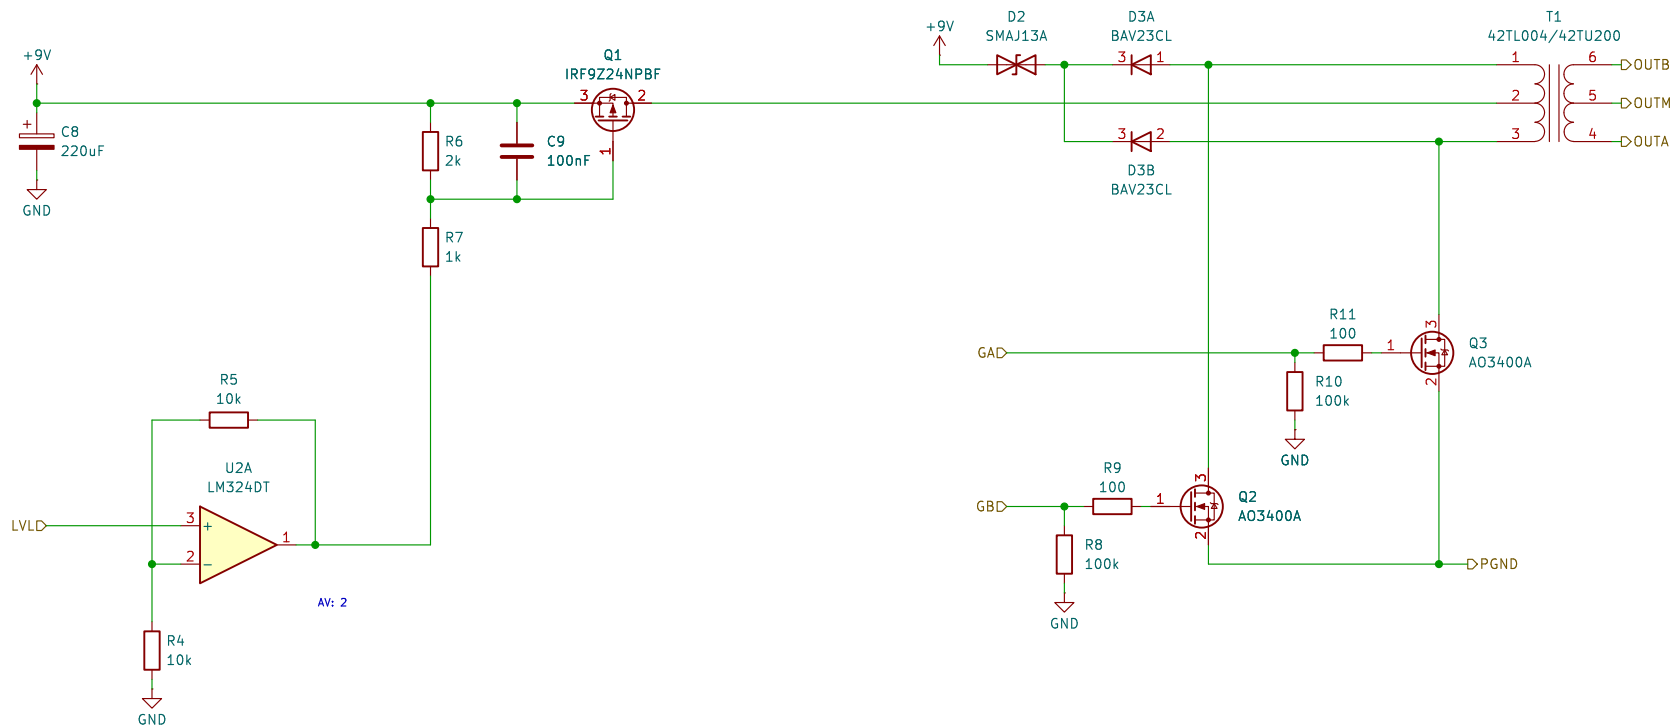 +9V
C8
220uF
+
GND
R6
2k
C9
100nF
Q1
IRF9Z24NPBF
3
2
1
R7
1k
R5
10k
U2A
LM324DT
LVL
3
+
2
−
1
AV: 2
R4
10k
GND
+9V
D2
SMAJ13A
D3A
BAV23CL
3
1
3
2
D3B
BAV23CL
T1
42TL004/42TU200
1
2
3
6
5
4
OUTB
OUTM
OUTA
GA
R11
100
R10
100k
GND
1
3
2
Q3
AO3400A
GB
R9
100
R8
100k
GND
1
3
2
Q2
AO3400A
PGND